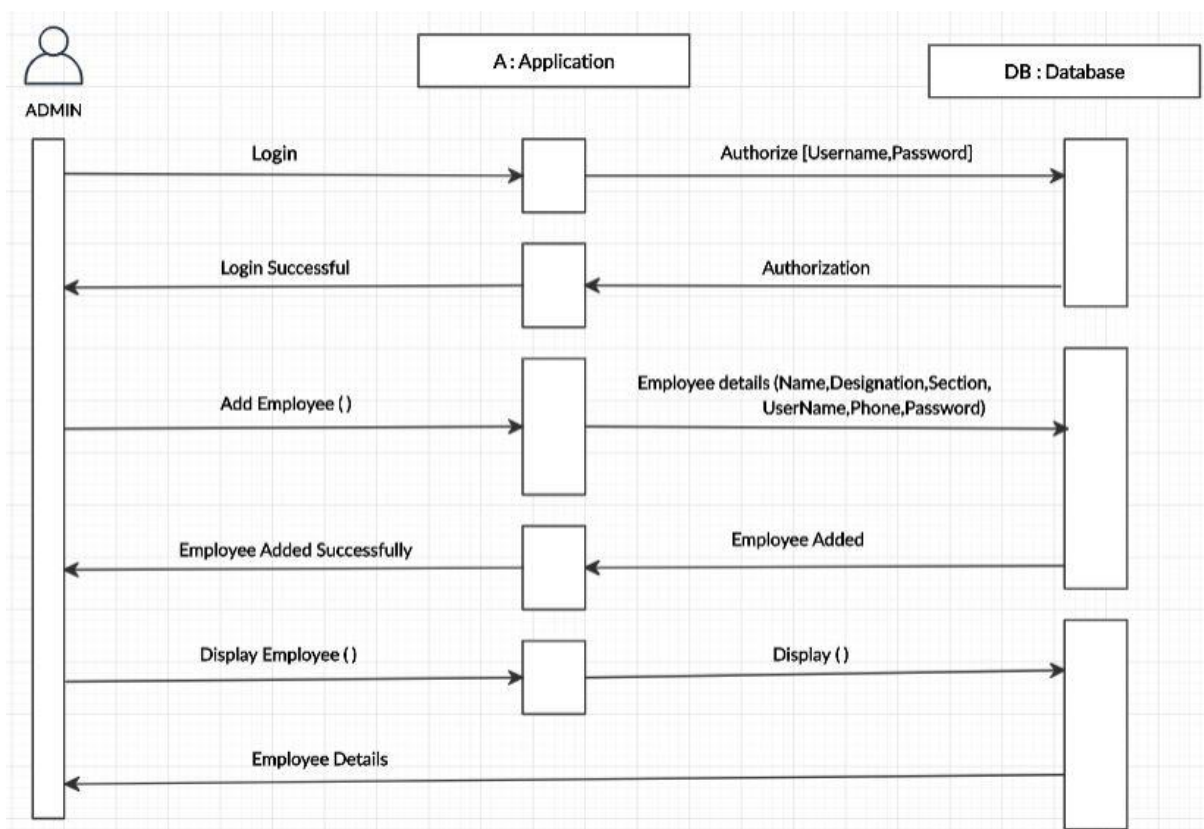 A : Application
DB : Database
ADMIN
Login
Authorize [Username,Password]
Login Successful
Authorization
Employee details (Name,Designation,Section,
UserName,Phone,Password)
Add Employee ( )
Employee Added
Employee Added Successfully
Display Employee ( )
Display ( )
Employee Details